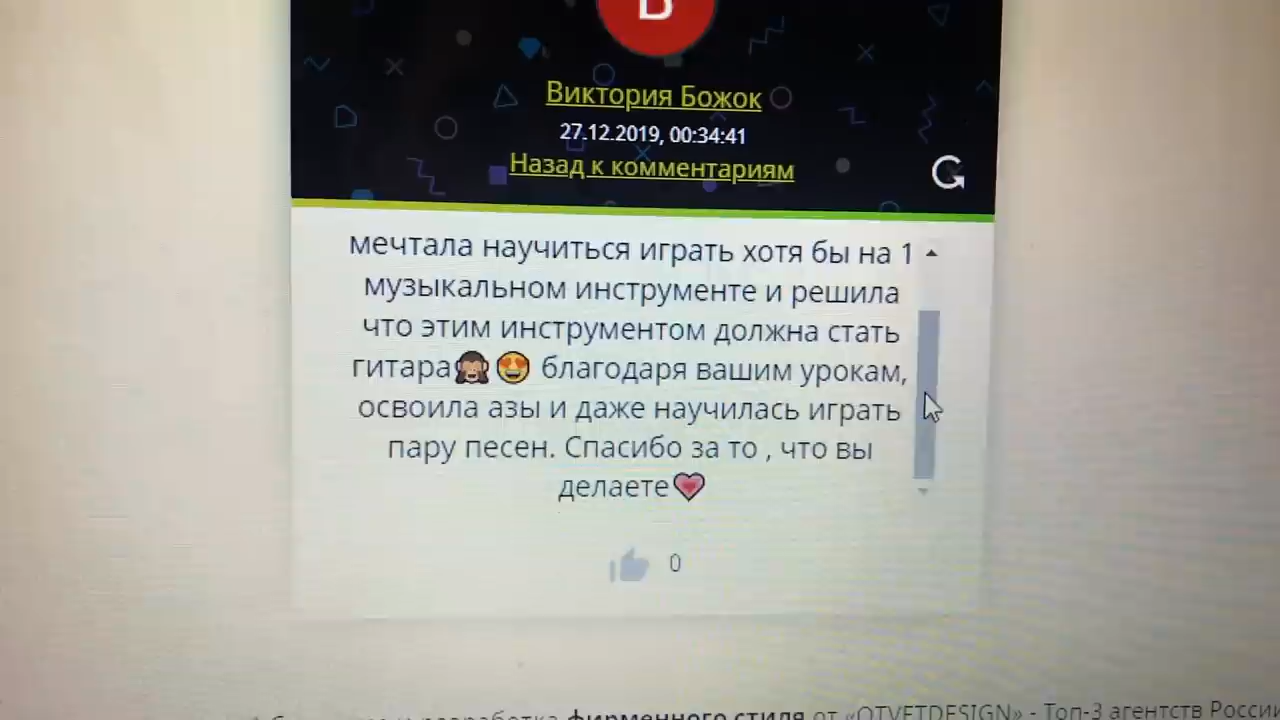 В
Виктория Божок
27.12.2019, 00:34:41
Назад к комментариям
мечтала научиться играть хотя бы на 1
музыкальном инструменте и решила
что этим инструментом должна стать
гитара🙈😍 благодаря вашим урокам,
освоила азы и даже научилась играть
пару песен. Спасибо за то , что вы
делаете💗
0
разработка фирменного стиля от «OTVETDESIGN» - Топ-3 агентств России